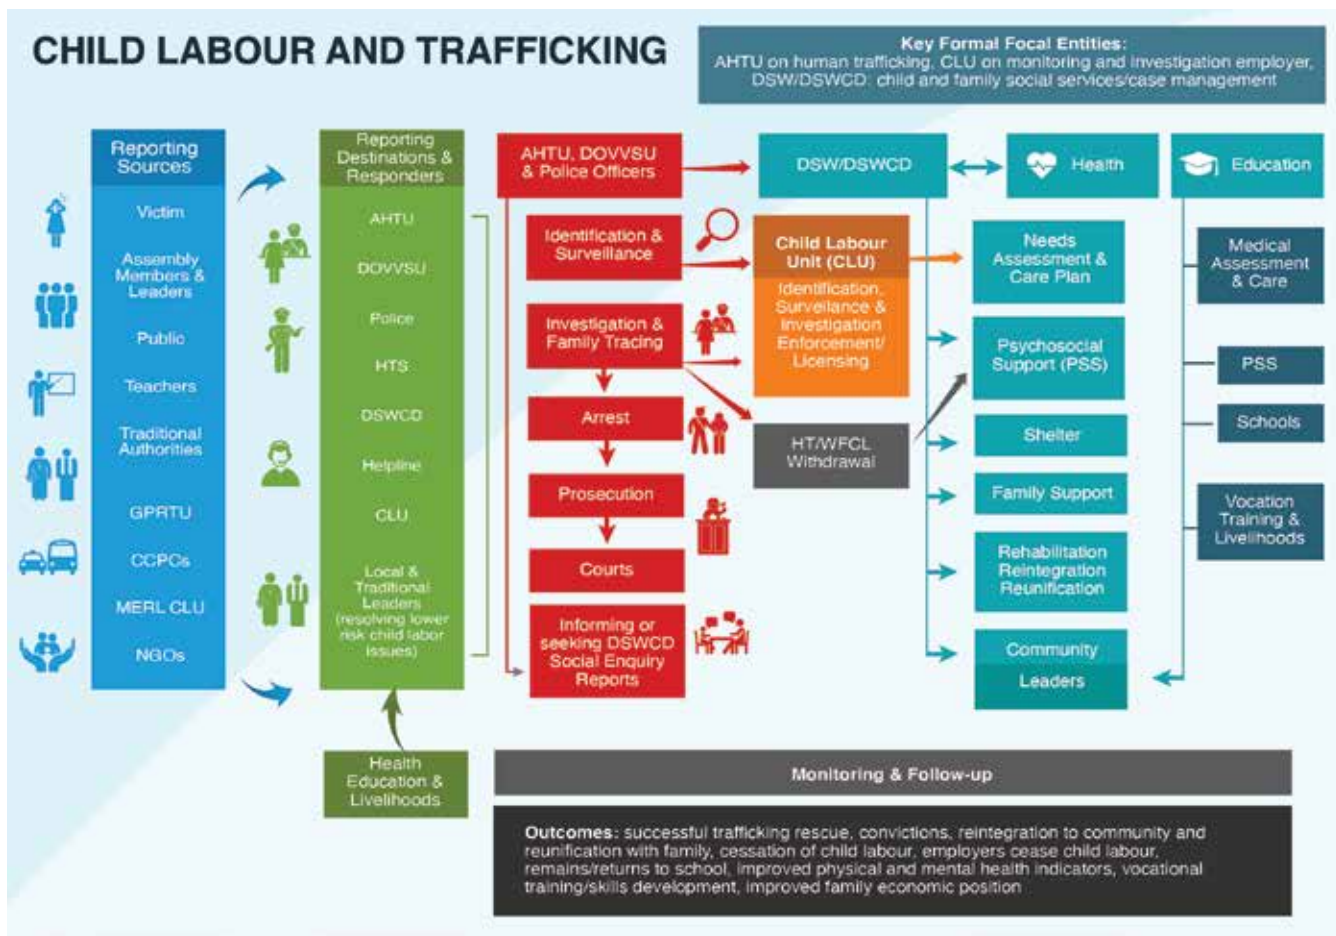 CHILD LABOUR AND TRAFFICKING
Key Formal Focal Entities:
AHTU on human trafficking, CLU on monitoring and investigation employer,
DSW/DSWCD: child and family social services/case management
Reporting
Sources
Victim
Assembly
Members &
Leaders
Public
Teachers
Traditional
Authorities
GPRTU
CCPCs
MERL CLU
NGOs
Reporting
Destinations &
Responders
AHTU
DOVVSU
Police
HTS
DSWCD
Helpline
CLU
Local &
Traditional
Leaders
(resolving lower
risk child labor
issues)
Health
Education &
Livelihoods
AHTU, DOVVSU
& Police Officers
Identification &
Surveillance
Investigation &
Family Tracing
Arrest
Prosecution
Courts
Informing or
seeking DSWCD
Social Enquiry
Reports
DSW/DSWCD
Child Labour
Unit (CLU)
Identification,
Surveillance &
Investigation
Enforcement/
Licensing
HT/WFCL
Withdrawal
Health
Needs
Assessment &
Care Plan
Psychosocial
Support (PSS)
Shelter
Family Support
Rehabilitation
Reintegration
Reunification
Community
Leaders
Education
Medical
Assessment
& Care
PSS
Schools
Vocation
Training &
Livelihoods
Monitoring & Follow-up
Outcomes: successful trafficking rescue, convictions, reintegration to community and
reunification with family, cessation of child labour, employers cease child labour,
remains/returns to school, improved physical and mental health indicators, vocational
training/skills development, improved family economic position